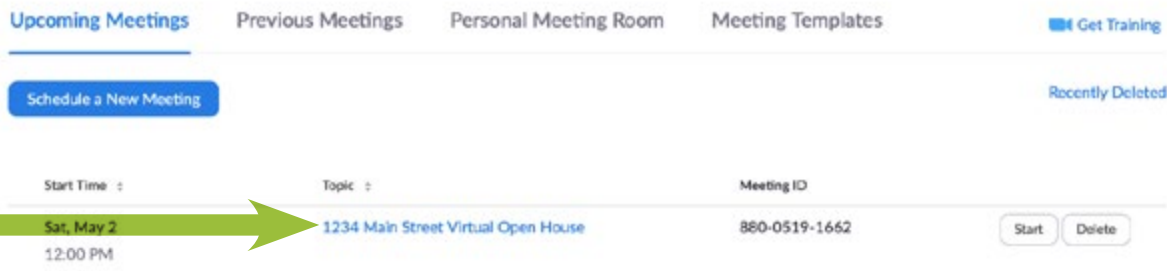 Upcoming Meetings Previous Meetings Personal Meeting Room Meeting Templates Get Training
Schedule a New Meeting Recently Deleted
Start Time Topic Meeting ID
Sat, May 2 1234 Main Street Virtual Open House 880-0519-1662 Start Delete
12:00 PM